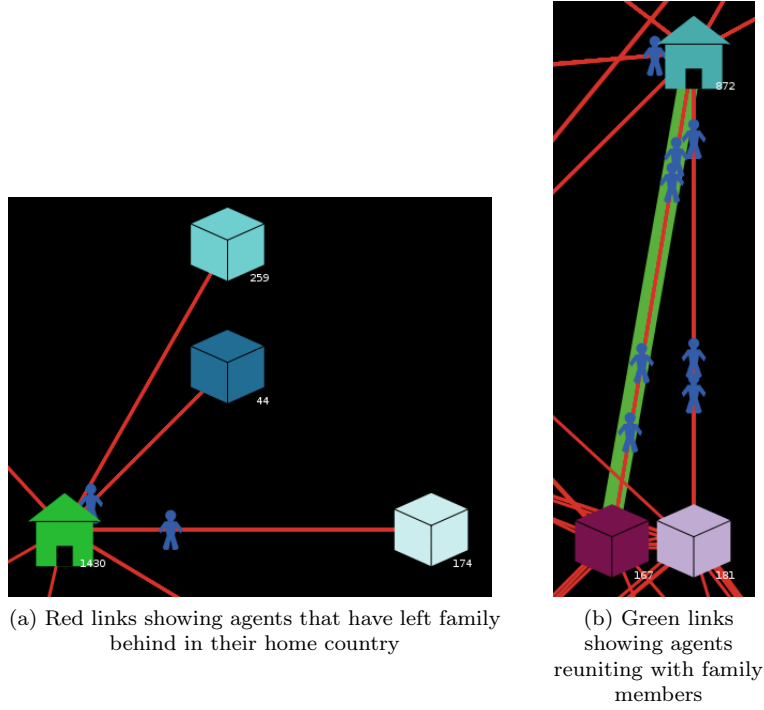 259
44
1430
174
(a) Red links showing agents that have left family
behind in their home country
872
167
181
(b) Green links
showing agents
reuniting with family
members